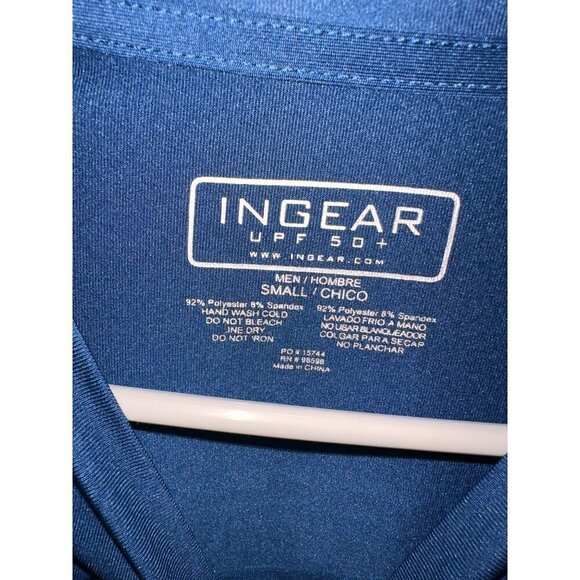 INGEAR
UPF 50+
WWW.INGEAR.COM
MEN / HOMBRE
SMALL / CHICO
92% Polyester 8% Spandex
HAND WASH COLD
DO NOT BLEACH
INE DRY
DO NOT IRON
92% Polyester 8% Spandex
LAVADO FRIO A MANO
NO USAR BLANQUEADOR
COLGAR PARA SECAR
NO PLANCHAR
PO # 15744
RN # 98598
Made in CHINA